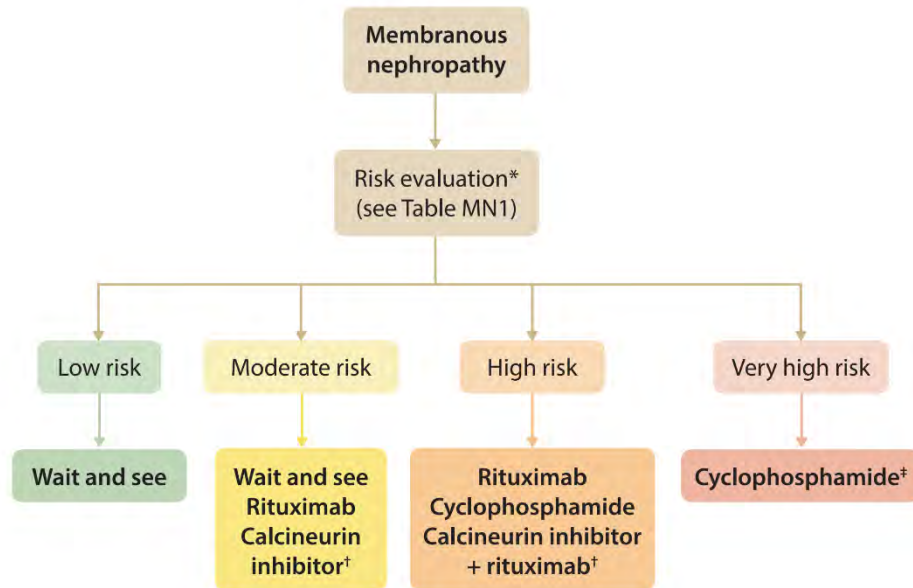 Membranous
nephropathy
Risk evaluation*
(see Table MN1)
Low risk
Moderate risk
High risk
Very high risk
Wait and see
Wait and see
Rituximab
Calcineurin
inhibitor†
Rituximab
Cyclophosphamide
Calcineurin inhibitor
+ rituximab†
Cyclophosphamide‡